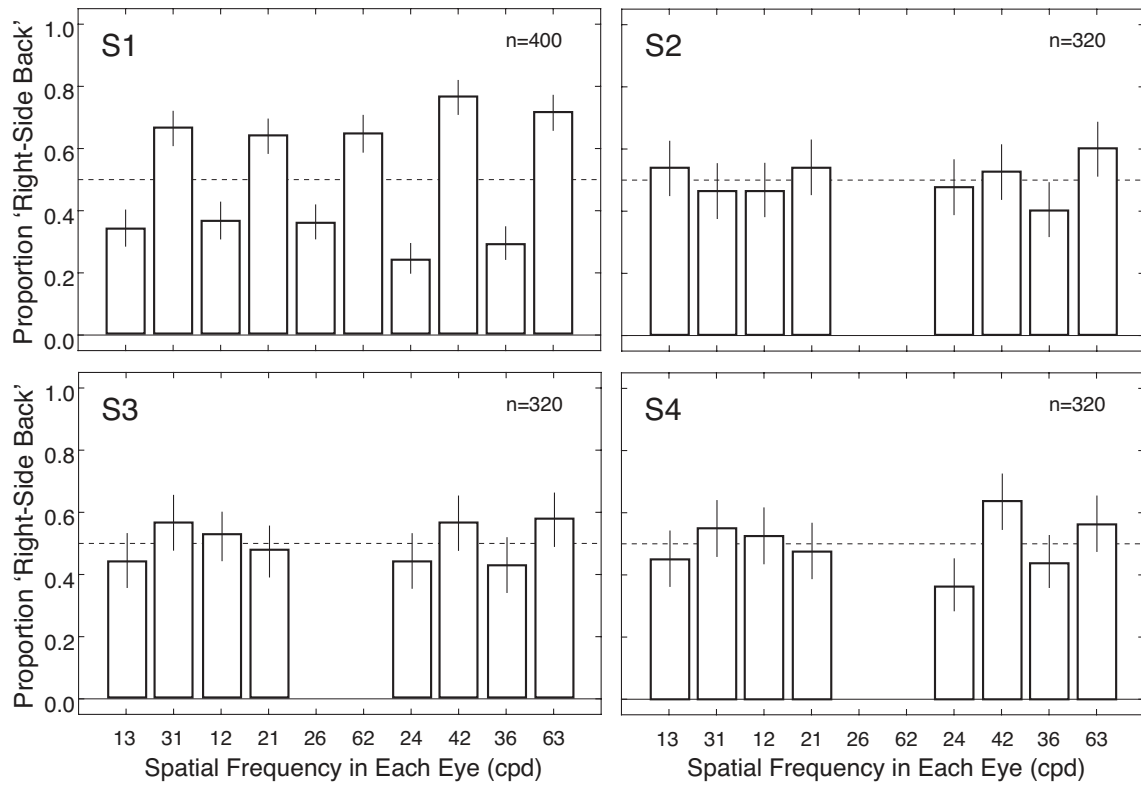 S1 n=400
S2 n=320
Proportion 'Right-Side Back'
1.0
0.8
0.6
0.4
0.2
0.0
S3 n=320
S4 n=320
Proportion 'Right-Side Back'
1.0
0.8
0.6
0.4
0.2
0.0
13 31 12 21 26 62 24 42 36 63
13 31 12 21 26 62 24 42 36 63
Spatial Frequency in Each Eye (cpd)
Spatial Frequency in Each Eye (cpd)